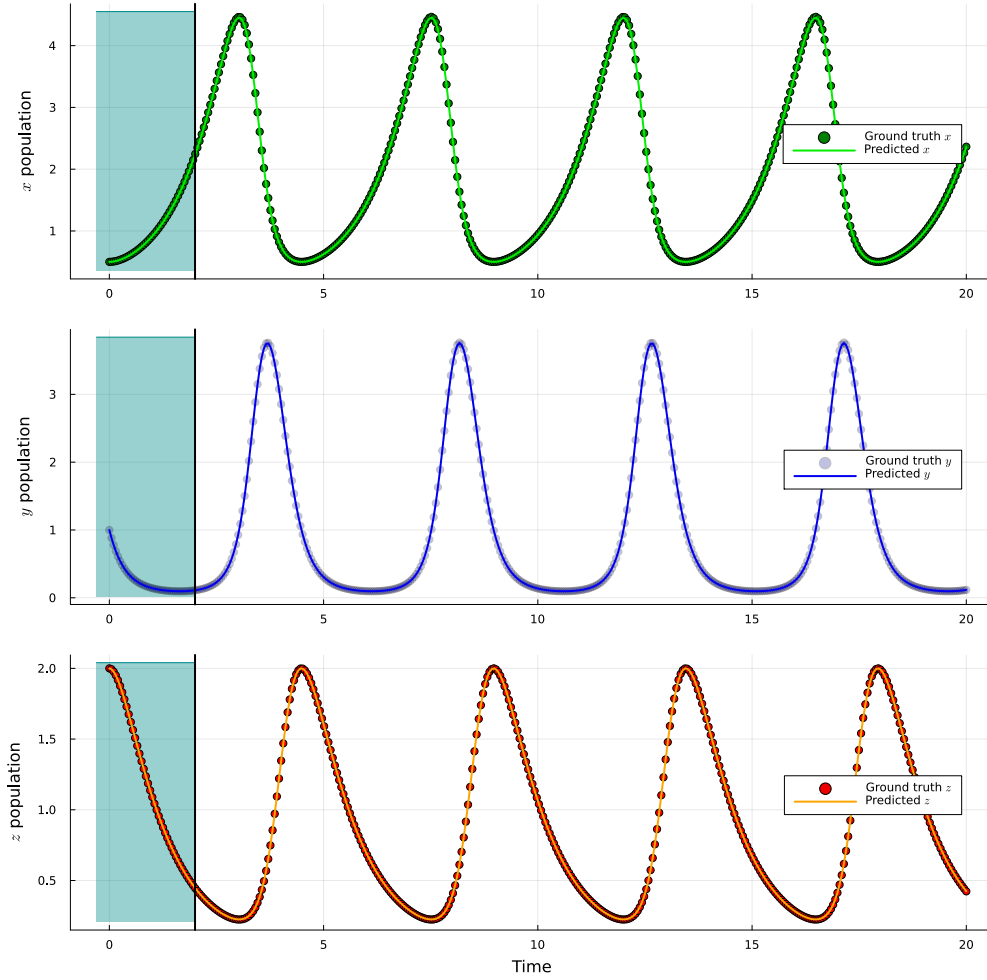 4
3
2
1
x population
0
5
10
15
20
Ground truth x
Predicted x
3
2
1
0
y population
0
5
10
15
20
Ground truth y
Predicted y
2.0
1.5
1.0
0.5
z population
0
5
10
15
20
Ground truth z
Predicted z
Time